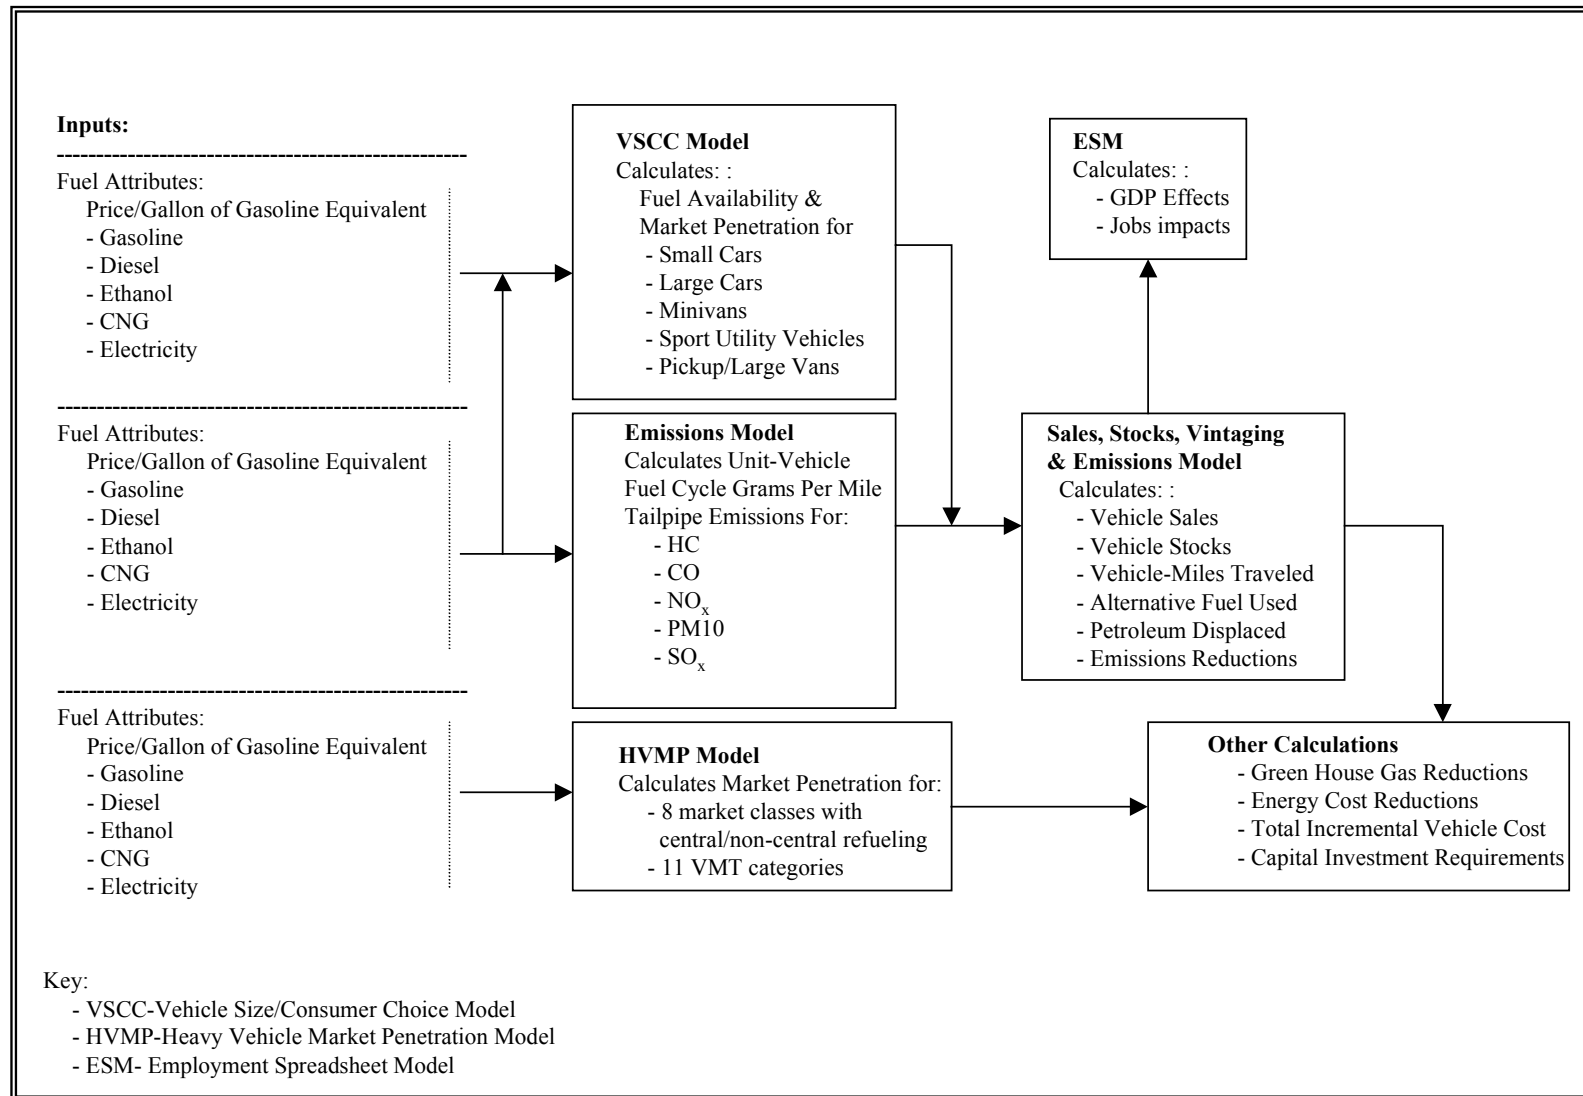 Inputs:
Fuel Attributes:
Price/Gallon of Gasoline Equivalent
- Gasoline
- Diesel
- Ethanol
- CNG
- Electricity
Fuel Attributes:
Price/Gallon of Gasoline Equivalent
- Gasoline
- Diesel
- Ethanol
- CNG
- Electricity
Fuel Attributes:
Price/Gallon of Gasoline Equivalent
- Gasoline
- Diesel
- Ethanol
- CNG
- Electricity
VSCC Model
Calculates: :
Fuel Availability &
Market Penetration for
- Small Cars
- Large Cars
- Minivans
- Sport Utility Vehicles
- Pickup/Large Vans
Emissions Model
Calculates Unit-Vehicle
Fuel Cycle Grams Per Mile
Tailpipe Emissions For:
- HC
- CO
- NOx
- PM10
- SOx
HVMP Model
Calculates Market Penetration for:
- 8 market classes with
central/non-central refueling
- 11 VMT categories
ESM
Calculates: :
- GDP Effects
- Jobs impacts
Sales, Stocks, Vintaging
& Emissions Model
Calculates: :
- Vehicle Sales
- Vehicle Stocks
- Vehicle-Miles Traveled
- Alternative Fuel Used
- Petroleum Displaced
- Emissions Reductions
Other Calculations
- Green House Gas Reductions
- Energy Cost Reductions
- Total Incremental Vehicle Cost
- Capital Investment Requirements
Key:
- VSCC-Vehicle Size/Consumer Choice Model
- HVMP-Heavy Vehicle Market Penetration Model
- ESM- Employment Spreadsheet Model